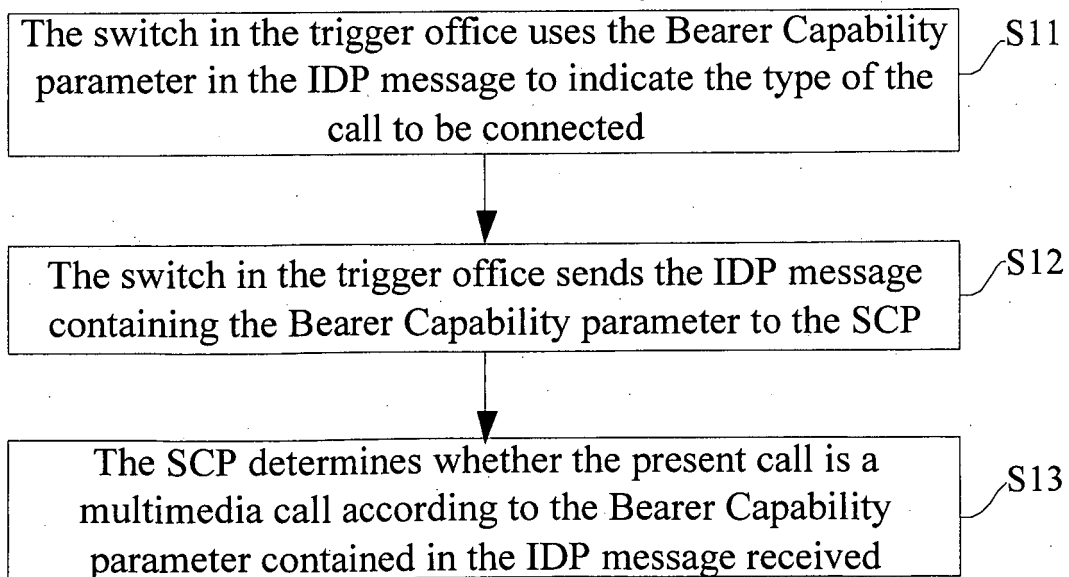 The switch in the trigger office uses the Bearer Capability
parameter in the IDP message to indicate the type of the
call to be connected
S11
The switch in the trigger office sends the IDP message
containing the Bearer Capability parameter to the SCP
S12
The SCP determines whether the present call is a
multimedia call according to the Bearer Capability
parameter contained in the IDP message received
S13